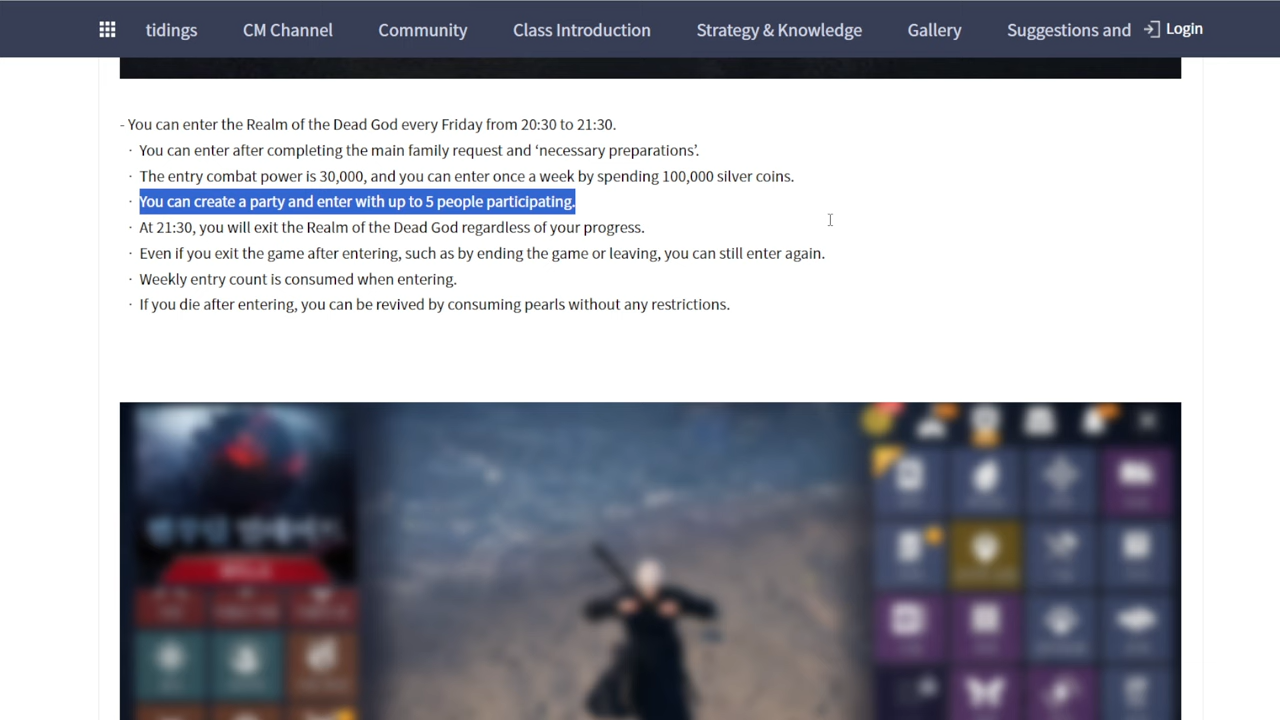 tidings CM Channel Community Class Introduction Strategy & Knowledge Gallery Suggestions and Login
- You can enter the Realm of the Dead God every Friday from 20:30 to 21:30.
· You can enter after completing the main family request and ‘necessary preparations’.
· The entry combat power is 30,000, and you can enter once a week by spending 100,000 silver coins.
· You can create a party and enter with up to 5 people participating.
· At 21:30, you will exit the Realm of the Dead God regardless of your progress.
· Even if you exit the game after entering, such as by ending the game or leaving, you can still enter again.
· Weekly entry count is consumed when entering.
· If you die after entering, you can be revived by consuming pearls without any restrictions.